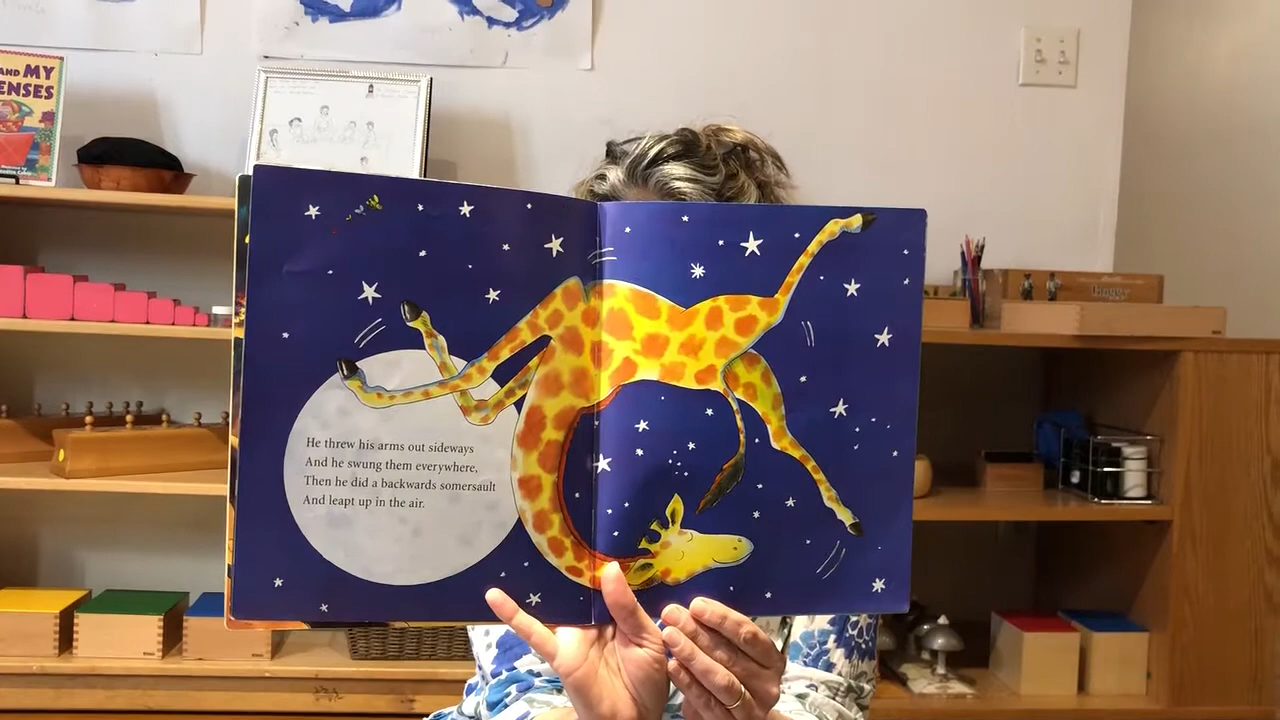 AND MY
ENSES
He threw his arms out sideways
And he swung them everywhere,
Then he did a backwards somersault
And leapt up in the air.